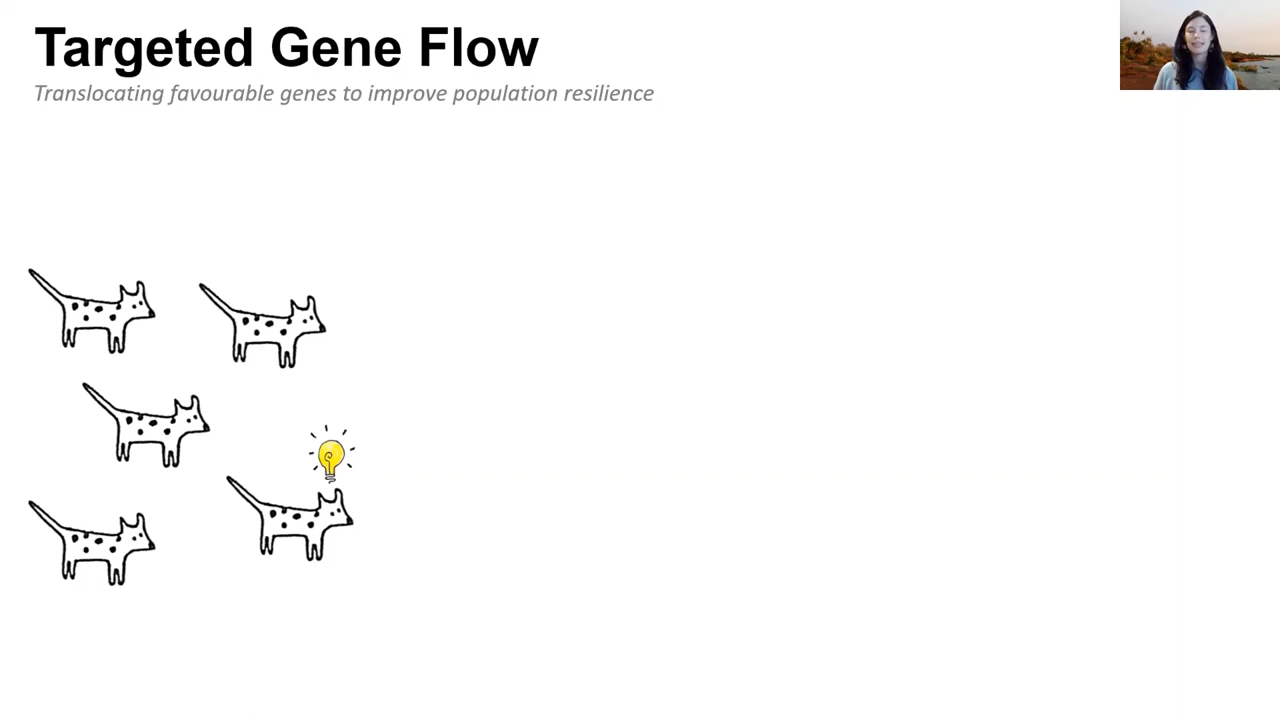 Targeted Gene Flow
Translocating favourable genes to improve population resilience